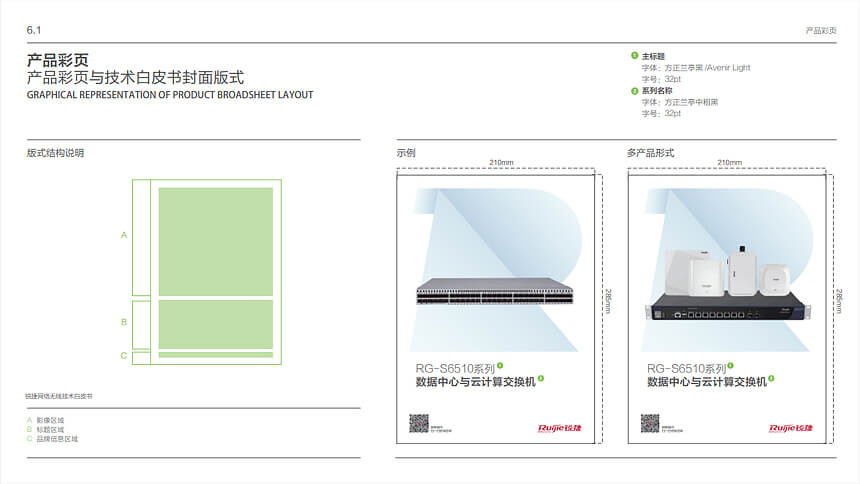 6.1
产品彩页
产品彩页
产品彩页与技术白皮书封面版式
GRAPHICAL REPRESENTATION OF PRODUCT BROADSHEET LAYOUT
1 主标题
字体：方正兰亭黑 /Avenir Light
字号：32pt
2 系列名称
字体：方正兰亭中粗黑
字号：32pt
版式结构说明
A
B
C
锐捷网络无线技术白皮书
A 影像区域
B 标题区域
C 品牌信息区域
示例
210mm
285mm
RG-S6510系列 1
数据中心与云计算交换机 2
Ruijie锐捷
多产品形式
210mm
285mm
RG-S6510系列 1
数据中心与云计算交换机 2
Ruijie锐捷